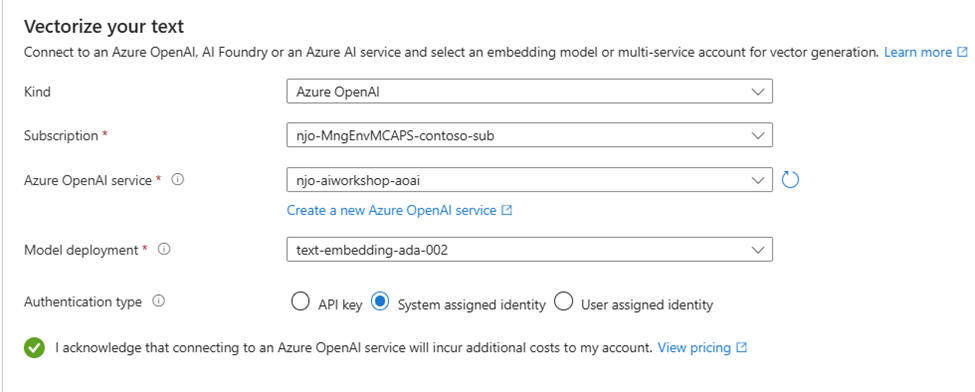 Vectorize your text
Connect to an Azure OpenAI, AI Foundry or an Azure AI service and select an embedding model or multi-service account for vector generation. Learn more
Kind
Azure OpenAI
Subscription *
njo-MngEnvMCAPS-contoso-sub
Azure OpenAI service *
njo-aiworkshop-aoai
Create a new Azure OpenAI service
Model deployment *
text-embedding-ada-002
Authentication type
API key
System assigned identity
User assigned identity
I acknowledge that connecting to an Azure OpenAI service will incur additional costs to my account. View pricing